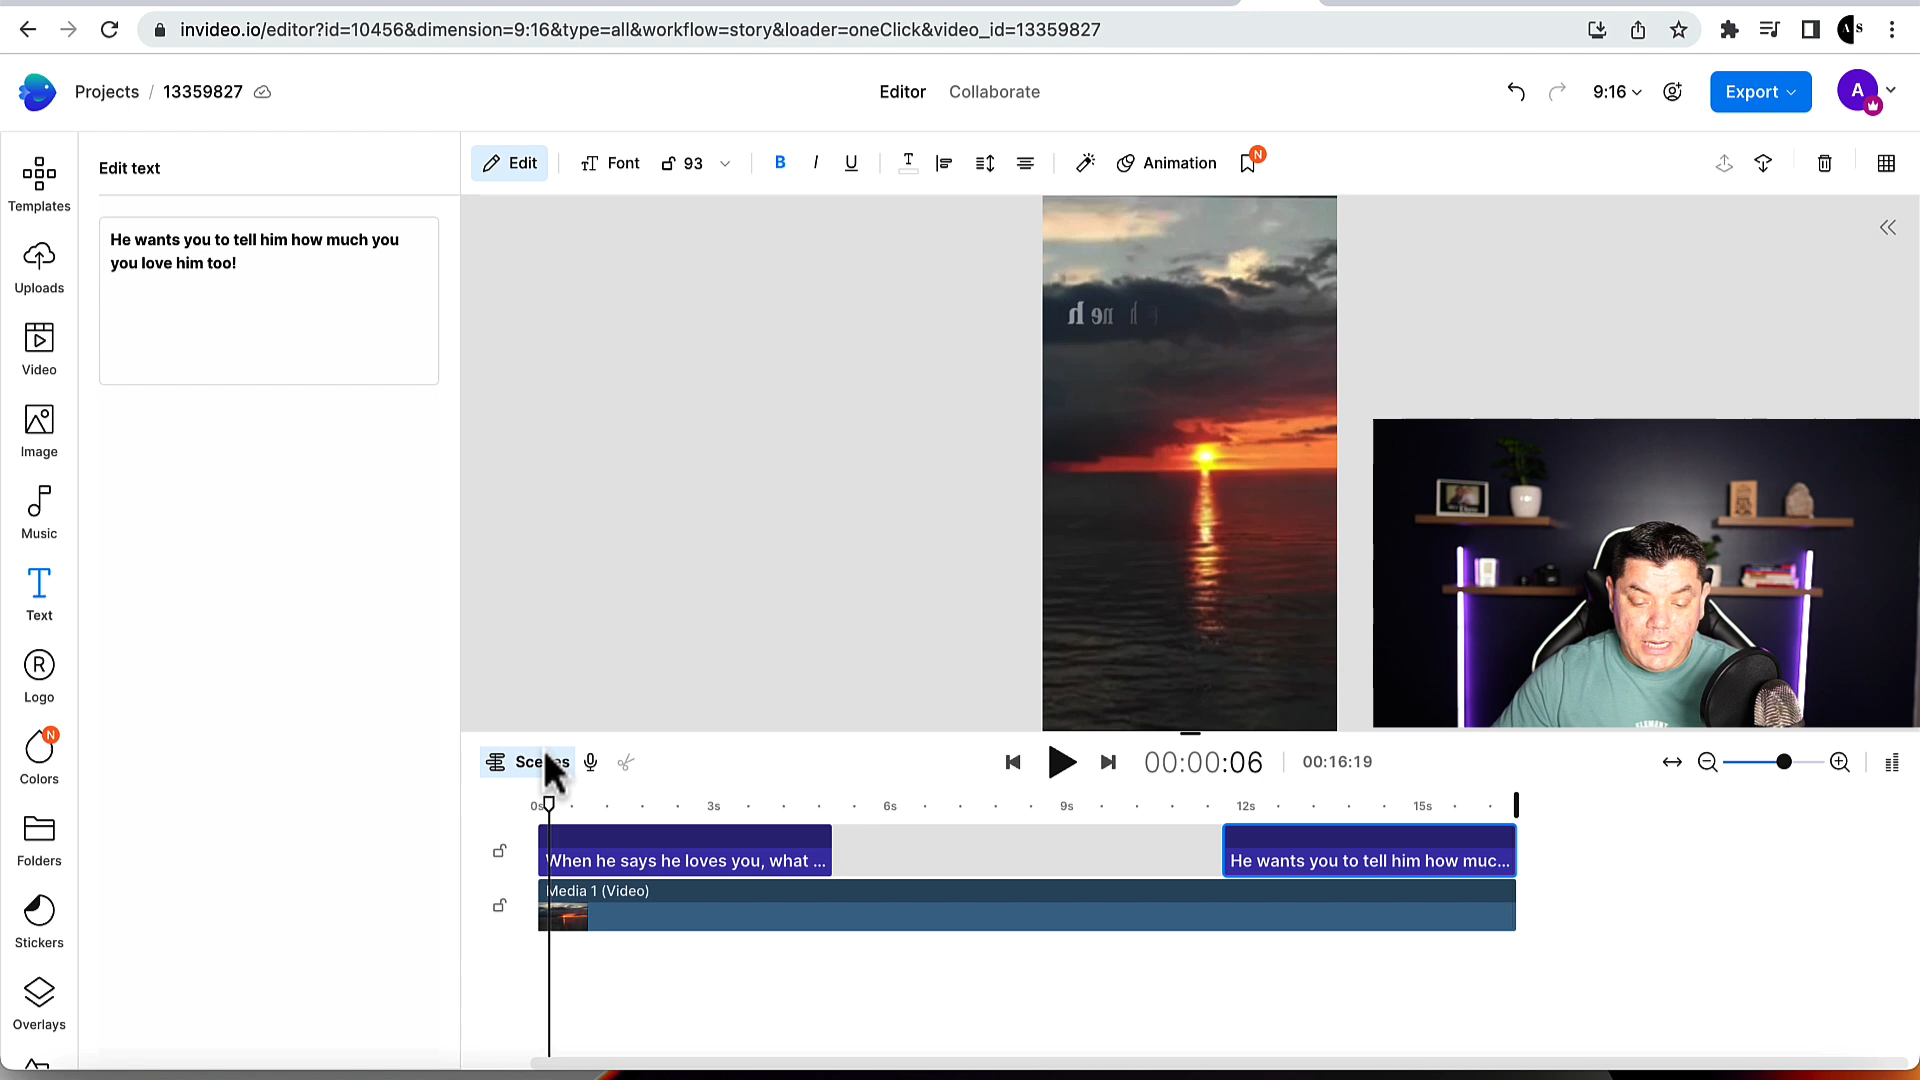 invideo.io/editor?id=10456&dimension=9:16&type=all&workflow=story&loader=oneClick&video_id=13359827
Projects / 13359827
Editor
Collaborate
9:16
Export
A
Templates
Uploads
Video
Image
Music
Text
Logo
Colors
N
Folders
Stickers
Overlays
Edit text
He wants you to tell him how much you
you love him too!
Edit
Font
93
B
I
U
Animation
N
00:00:06
00:16:19
0s
3s
6s
9s
12s
15s
When he says he loves you, what ...
He wants you to tell him how muc...
Media 1 (Video)